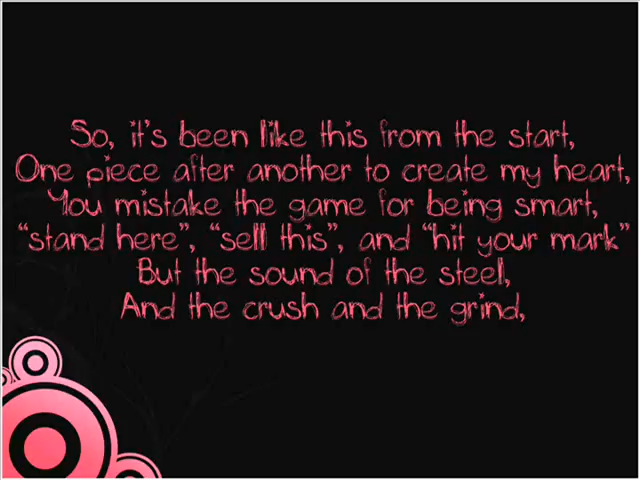 So, it's been like this from the start,
One piece after another to create my heart,
You mistake the game for being smart,
"stand here", "sell this", and "hit your mark"
But the sound of the steel,
And the crush and the grind,